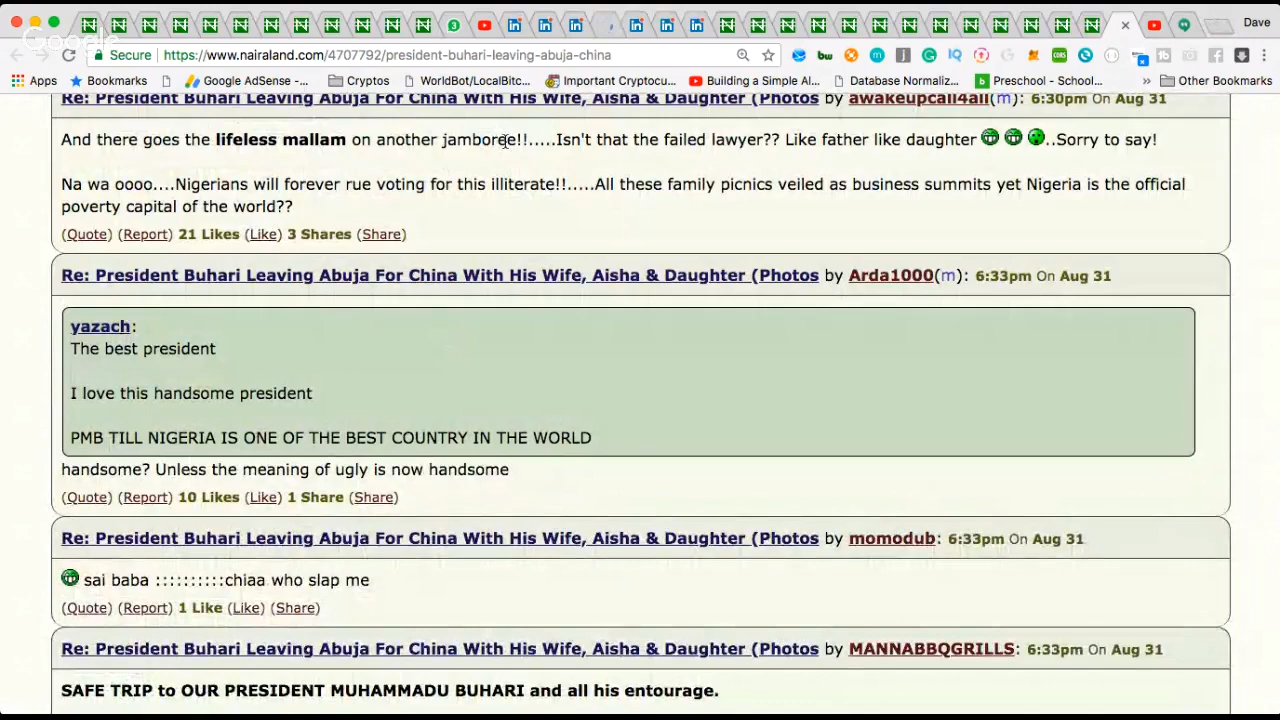 Dave
Google
Secure https://www.nairaland.com/4707792/president-buhari-leaving-abuja-china
Apps Bookmarks Google AdSense -... Cryptos WorldHot/LocalBitc... Important Cryptocu... Building a Simple Al... Database Normaliz... Preschool - School... » Other Bookmarks
Re: President Buhari Leaving Abuja For China With His Wife, Aisha & Daughter (Photos by awakeupcall4all(m): 6:30pm On Aug 31
And there goes the lifeless mallam on another jamboree!!.....Isn't that the failed lawyer?? Like father like daughter ..Sorry to say!
Na wa oooo....Nigerians will forever rue voting for this illiterate!!.....All these family picnics veiled as business summits yet Nigeria is the official
poverty capital of the world??
(Quote) (Report) 21 Likes (Like) 3 Shares (Share)
Re: President Buhari Leaving Abuja For China With His Wife, Aisha & Daughter (Photos by Arda1000(m): 6:33pm On Aug 31
yazach:
The best president
I love this handsome president
PMB TILL NIGERIA IS ONE OF THE BEST COUNTRY IN THE WORLD
handsome? Unless the meaning of ugly is now handsome
(Quote) (Report) 10 Likes (Like) 1 Share (Share)
Re: President Buhari Leaving Abuja For China With His Wife, Aisha & Daughter (Photos by momodub: 6:33pm On Aug 31
sai baba ::::::::::chiaa who slap me
(Quote) (Report) 1 Like (Like) (Share)
Re: President Buhari Leaving Abuja For China With His Wife, Aisha & Daughter (Photos by MANNABBQGRILLS: 6:33pm On Aug 31
SAFE TRIP to OUR PRESIDENT MUHAMMADU BUHARI and all his entourage.